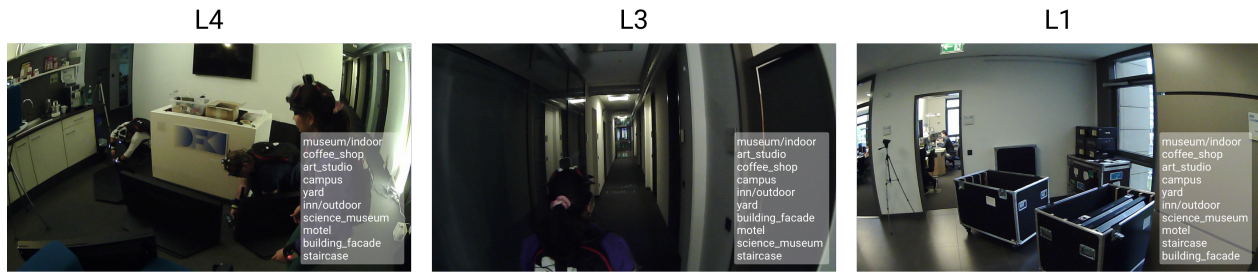 L4
L3
L1
museum/indoor
coffee_shop
art_studio
campus
yard
inn/outdoor
science_museum
motel
building_facade
staircase
museum/indoor
art_studio
coffee_shop
campus
inn/outdoor
yard
building_facade
motel
science_museum
staircase
museum/indoor
coffee_shop
art_studio
campus
yard
inn/outdoor
science_museum
motel
staircase
building_facade